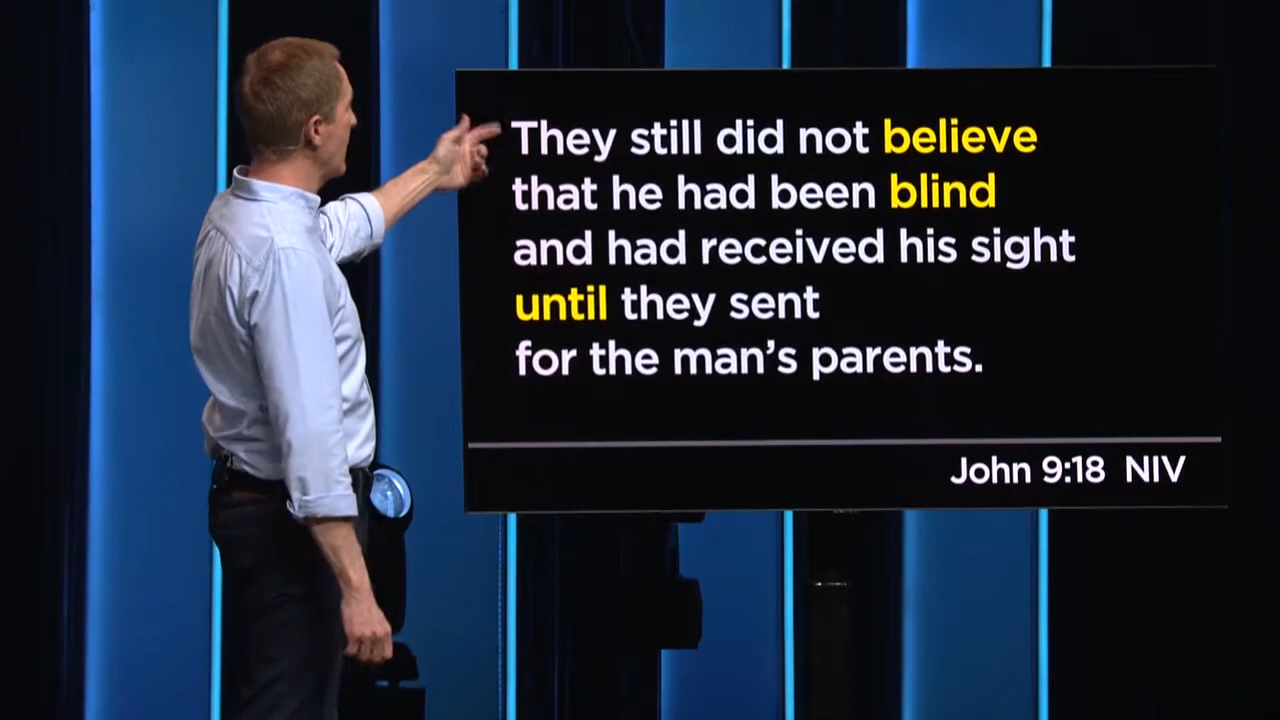 They still did not believe
that he had been blind
and had received his sight
until they sent
for the man’s parents.
John 9:18 NIV